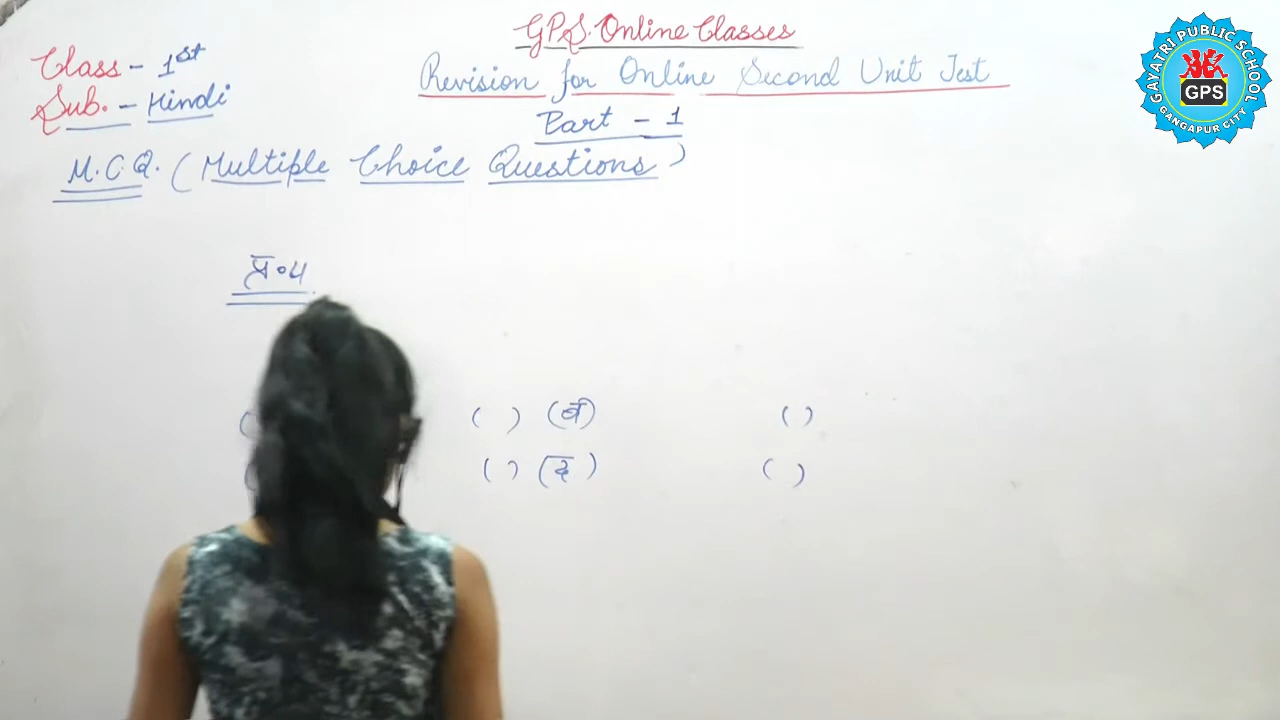 G.P.S. Online Classes
Class - 1st
Revision for Online Second Unit Test
Sub. - Hindi
Part - 1
M.C.Q. (Multiple Choice Questions)
प्र०4
( ( ) (ब) ( )
( ( ) (द) ( )
GAYATRI PUBLIC SCHOOL
GPS
GANGAPUR CITY